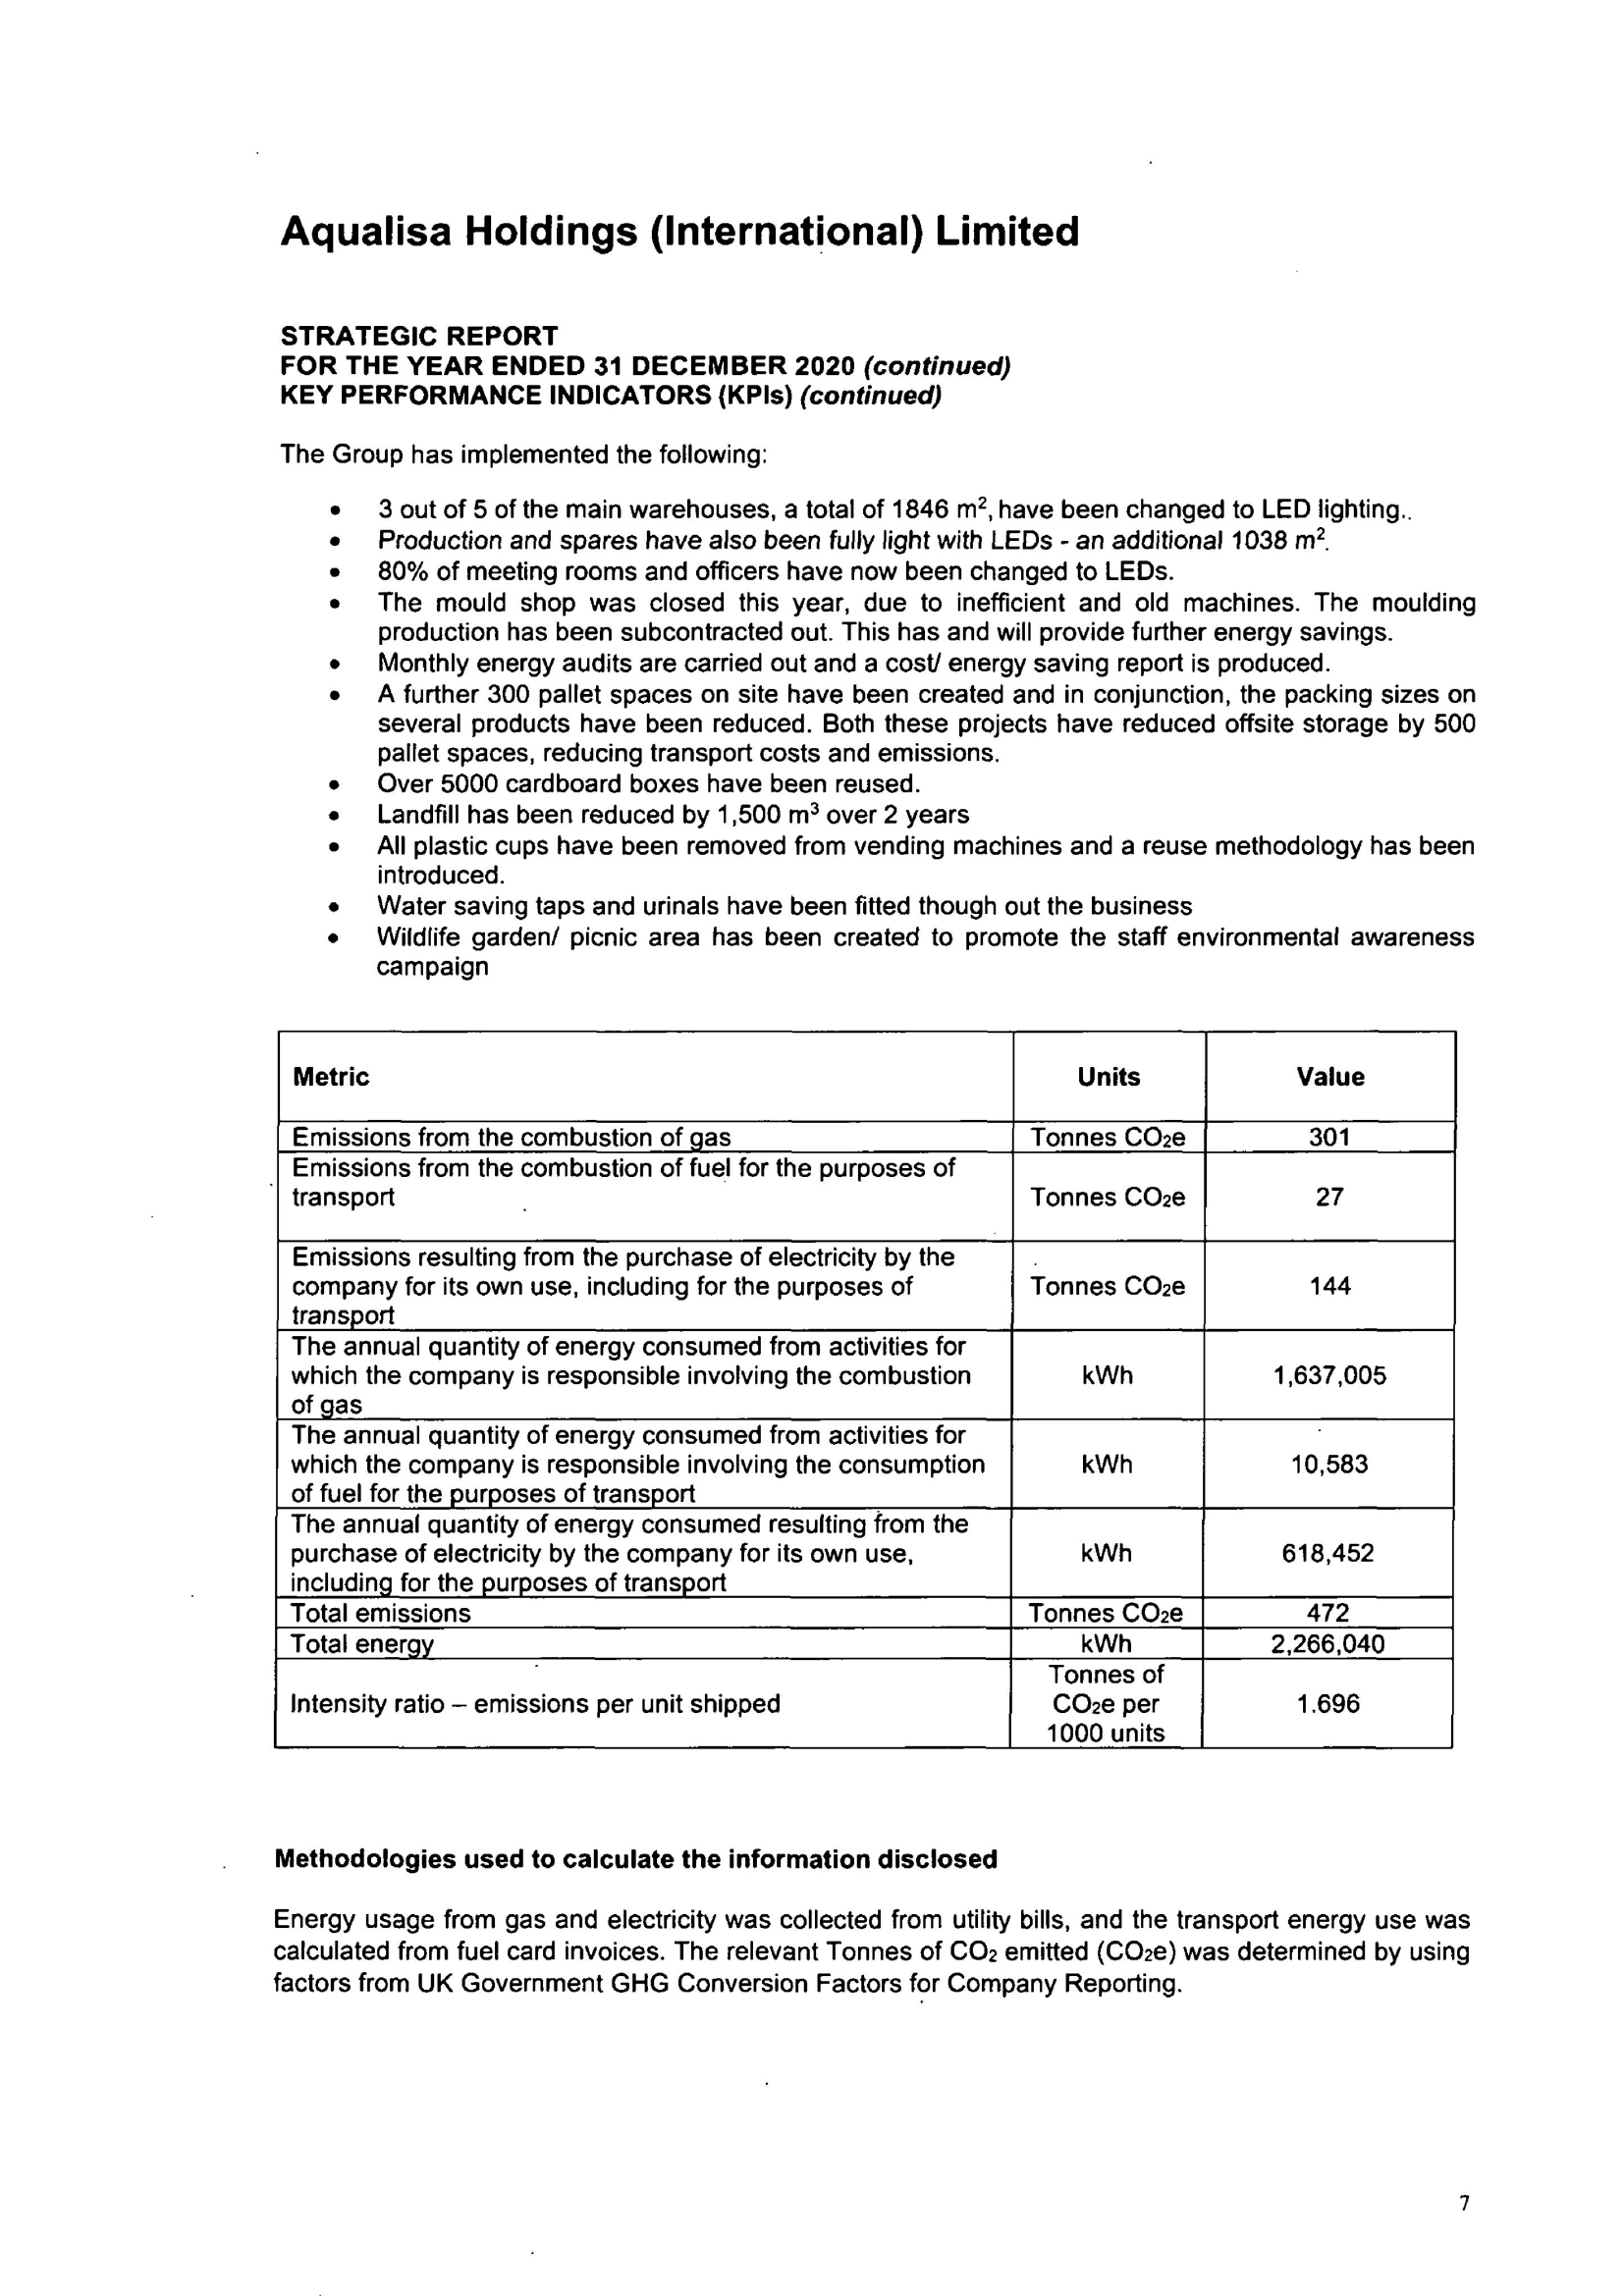 Aqualisa Holdings (International) Limited
STRATEGIC REPORT
FOR THE YEAR ENDED 31 DECEMBER 2020 (continued)
KEY PERFORMANCE INDICATORS (KPIs) (continued)
The Group has implemented the following:
• 3 out of 5 of the main warehouses, a total of 1846 m², have been changed to LED lighting..
• Production and spares have also been fully light with LEDs - an additional 1038 m².
• 80% of meeting rooms and officers have now been changed to LEDs.
• The mould shop was closed this year, due to inefficient and old machines. The moulding
production has been subcontracted out. This has and will provide further energy savings.
• Monthly energy audits are carried out and a cost/ energy saving report is produced.
• A further 300 pallet spaces on site have been created and in conjunction, the packing sizes on
several products have been reduced. Both these projects have reduced offsite storage by 500
pallet spaces, reducing transport costs and emissions.
• Over 5000 cardboard boxes have been reused.
• Landfill has been reduced by 1,500 m³ over 2 years
• All plastic cups have been removed from vending machines and a reuse methodology has been
introduced.
• Water saving taps and urinals have been fitted though out the business
• Wildlife garden/ picnic area has been created to promote the staff environmental awareness
campaign
Metric Units Value
Emissions from the combustion of gas Tonnes CO₂e 301
Emissions from the combustion of fuel for the purposes of
transport Tonnes CO₂e 27
Emissions resulting from the purchase of electricity by the
company for its own use, including for the purposes of Tonnes CO₂e 144
transport
The annual quantity of energy consumed from activities for
which the company is responsible involving the combustion kWh 1,637,005
of gas
The annual quantity of energy consumed from activities for
which the company is responsible involving the consumption kWh 10,583
of fuel for the purposes of transport
The annual quantity of energy consumed resulting from the
purchase of electricity by the company for its own use, kWh 618,452
including for the purposes of transport
Total emissions Tonnes CO₂e 472
Total energy kWh 2,266,040
Tonnes of
Intensity ratio – emissions per unit shipped CO₂e per 1.696
1000 units
Methodologies used to calculate the information disclosed
Energy usage from gas and electricity was collected from utility bills, and the transport energy use was
calculated from fuel card invoices. The relevant Tonnes of CO₂ emitted (CO₂e) was determined by using
factors from UK Government GHG Conversion Factors for Company Reporting.
7